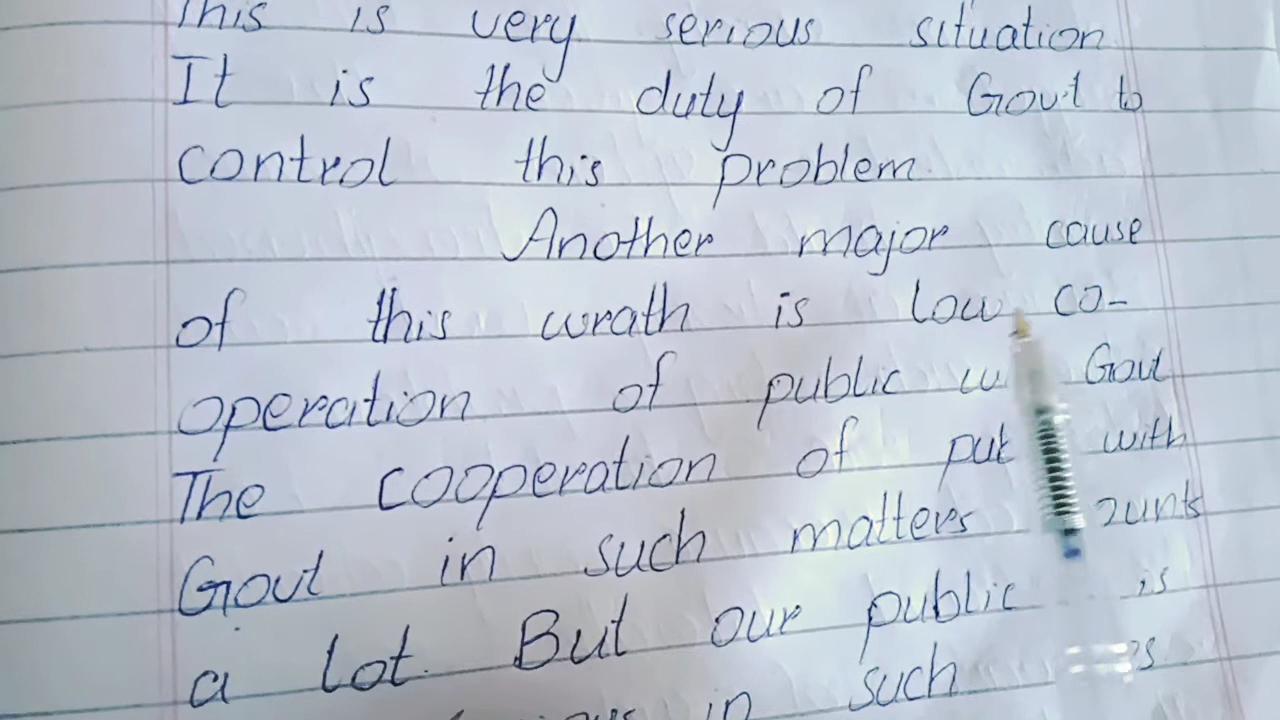 This is very serious situation
It is the duty of Govt to
control this problem.
Another major cause
of this wrath is low co-
operation of public Govt
The cooperation of with
Govt in such matters
a lot. But our public is
in such